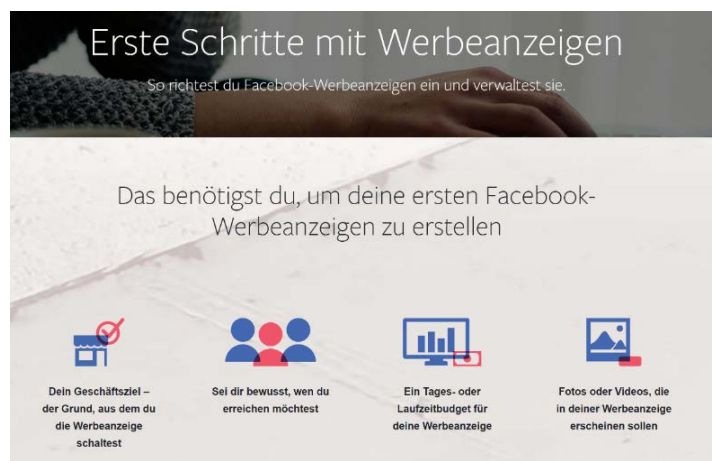 Erste Schritte mit Werbeanzeigen
So richtest du Facebook-Werbeanzeigen ein und verwaltest sie.
Das benötigst du, um deine ersten Facebook-
Werbeanzeigen zu erstellen
Dein Geschäftsziel –
der Grund, aus dem du
die Werbeanzeige
schaltest
Sei dir bewusst, wen du
erreichen möchtest
Ein Tages- oder
Laufzeitbudget für
deine Werbeanzeige
Fotos oder Videos, die
in deiner Werbeanzeige
erscheinen sollen